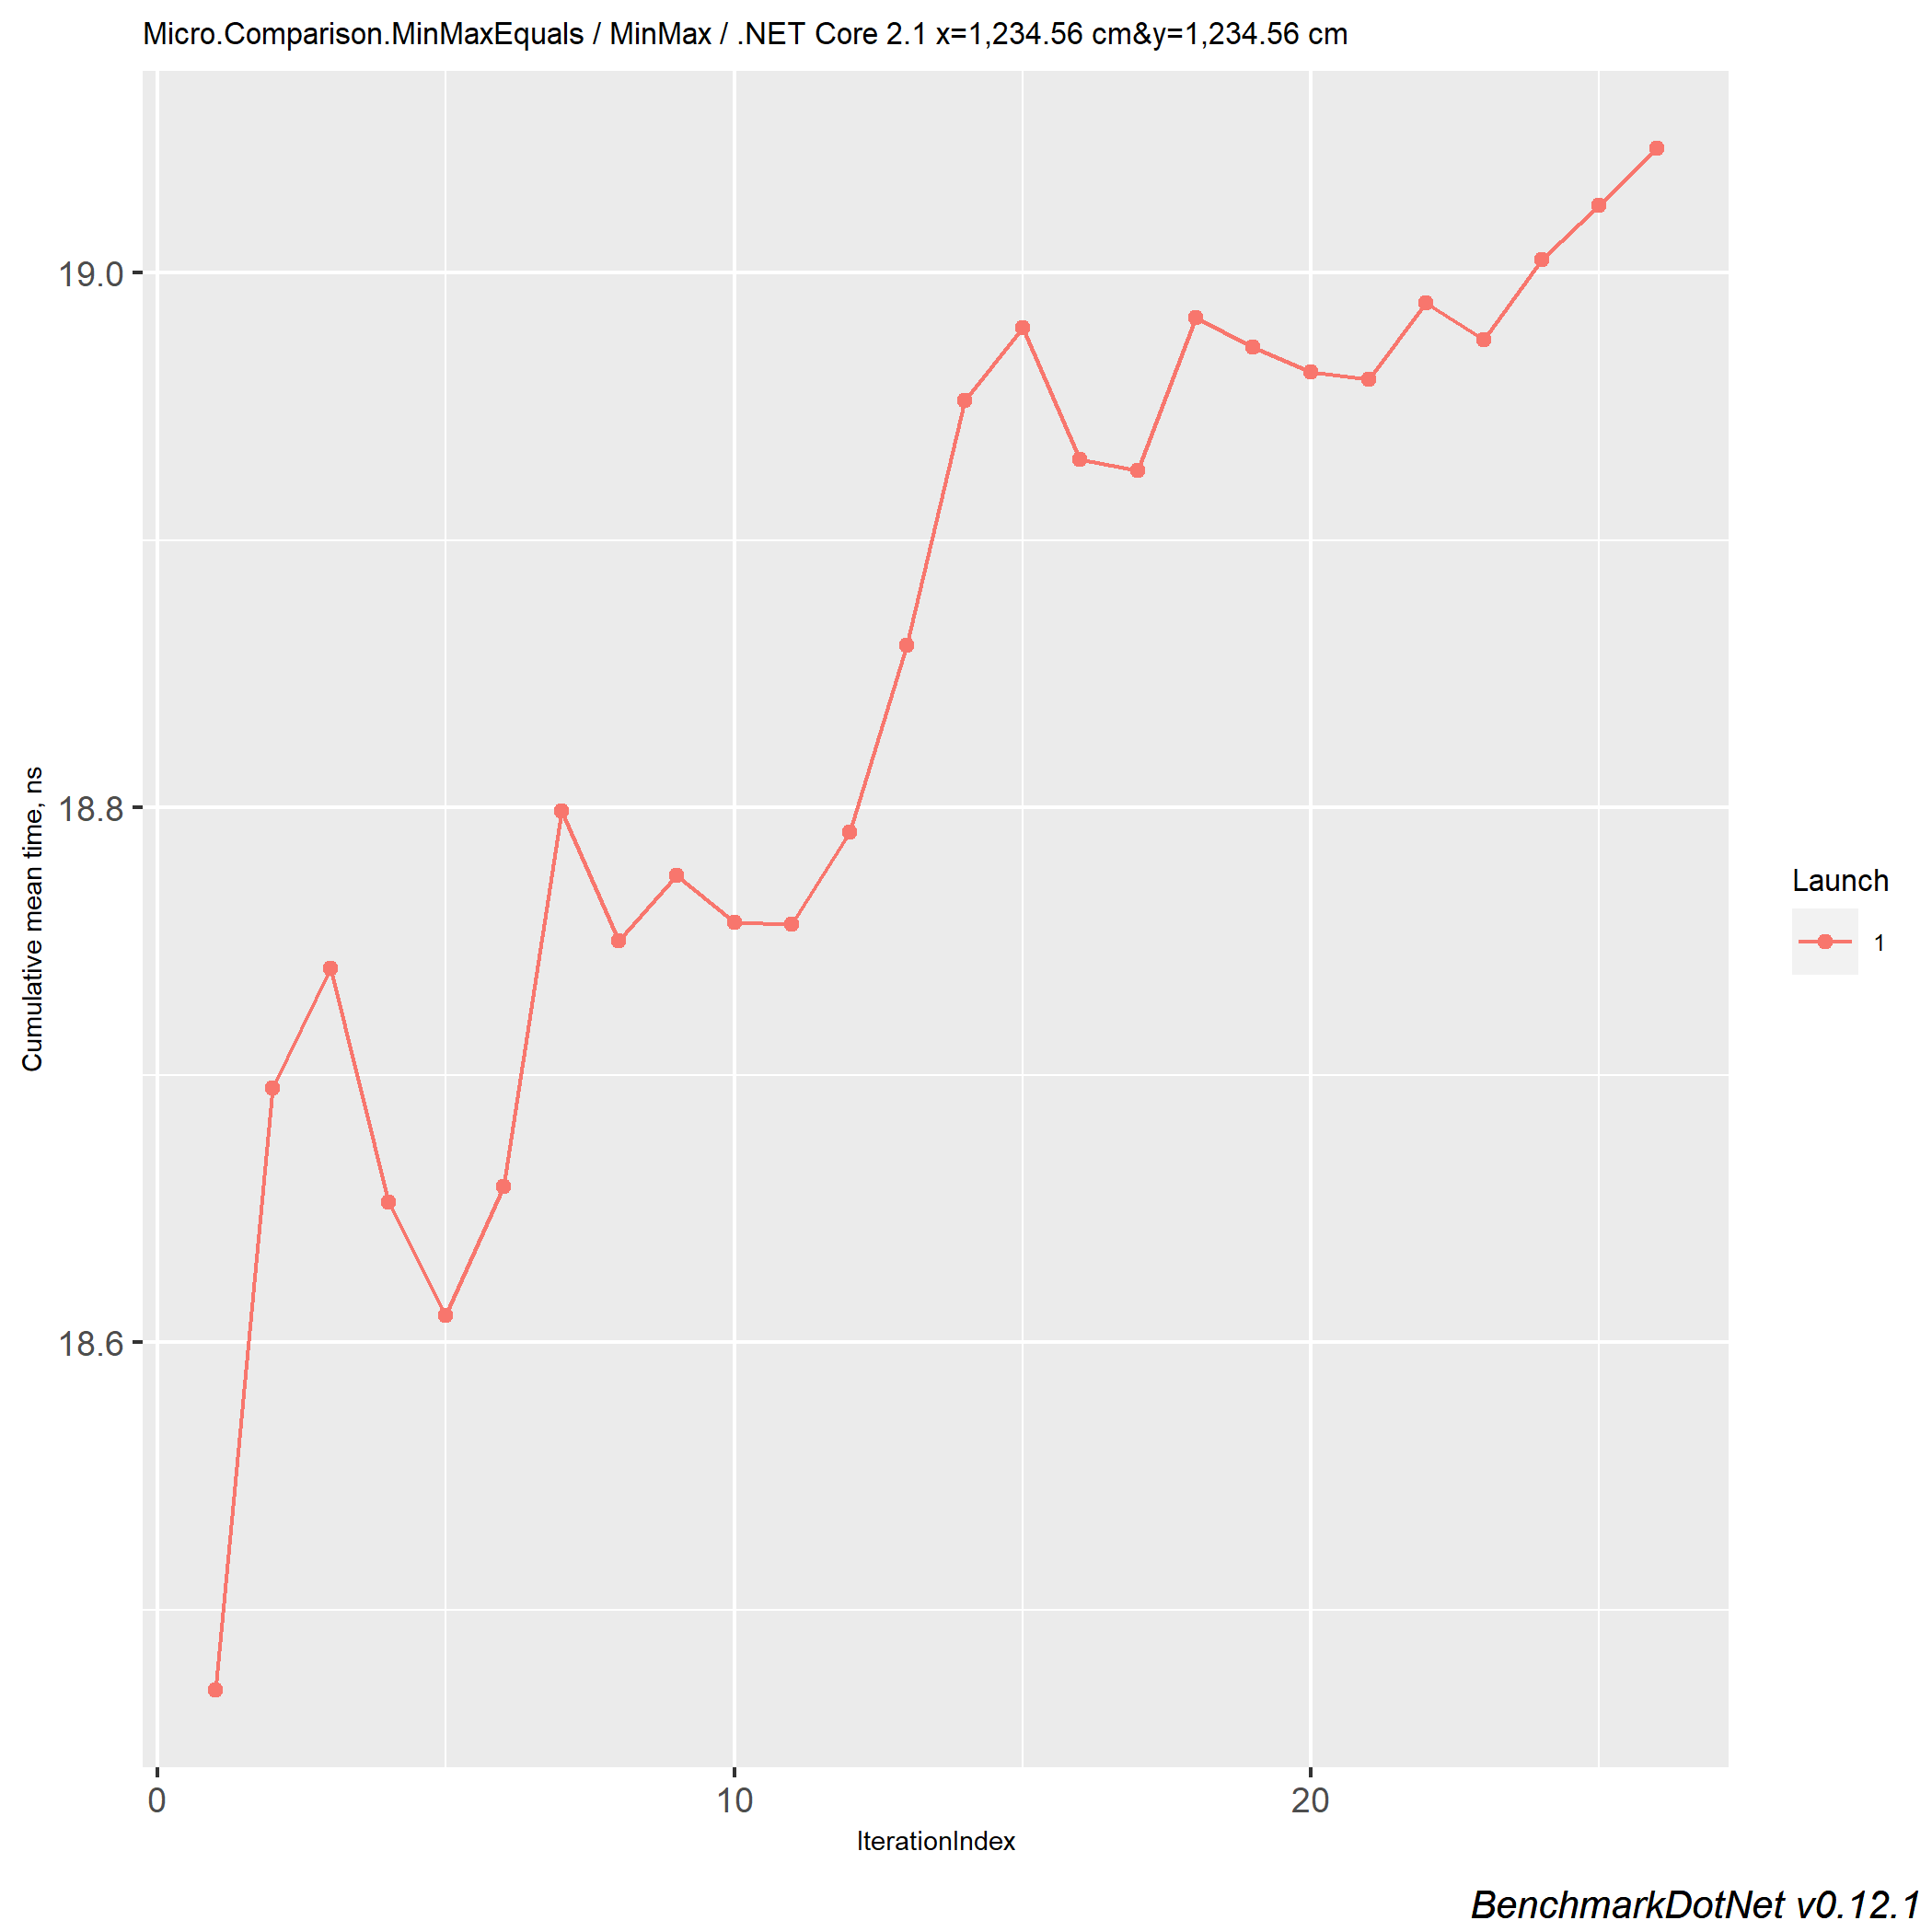 Micro.Comparison.MinMaxEquals / MinMax / .NET Core 2.1 x=1,234.56 cm&y=1,234.56 cm
Cumulative mean time, ns
19.0
18.8
18.6
0
10
20
IterationIndex
Launch
1
BenchmarkDotNet v0.12.1